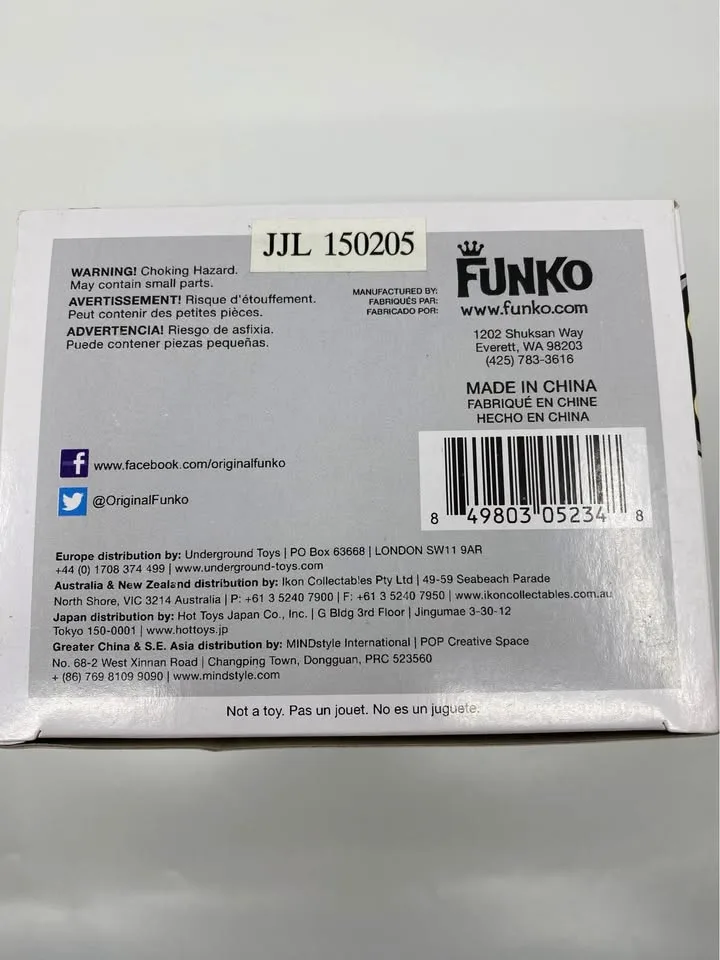 JJL 150205
WARNING! Choking Hazard.
May contain small parts.
AVERTISSEMENT! Risque d'étouffement.
Peut contenir des petites pièces.
ADVERTENCIA! Riesgo de asfixia.
Puede contener piezas pequeñas.
MANUFACTURED BY:
FABRIQUÉS PAR:
FABRICADO POR:
FUNKO
www.funko.com
1202 Shuksan Way
Everett, WA 98203
(425) 783-3616
MADE IN CHINA
FABRIQUÉ EN CHINE
HECHO EN CHINA
f www.facebook.com/originalfunko
@OriginalFunko
8 49803 05234 8
Europe distribution by: Underground Toys | PO Box 63668 | LONDON SW11 9AR
+44 (0) 1708 374 499 | www.underground-toys.com
Australia & New Zealand distribution by: Ikon Collectables Pty Ltd | 49-59 Seabeach Parade
North Shore, VIC 3214 Australia | P: +61 3 5240 7900 | F: +61 3 5240 7950 | www.ikoncollectables.com.au
Japan distribution by: Hot Toys Japan Co., Inc. | G Bldg 3rd Floor | Jingumae 3-30-12
Tokyo 150-0001 | www.hottoys.jp
Greater China & S.E. Asia distribution by: MINDstyle International | POP Creative Space
No. 68-2 West Xinnan Road | Changping Town, Dongguan, PRC 523560
+ (86) 769 8109 9090 | www.mindstyle.com
Not a toy. Pas un jouet. No es un juguete.